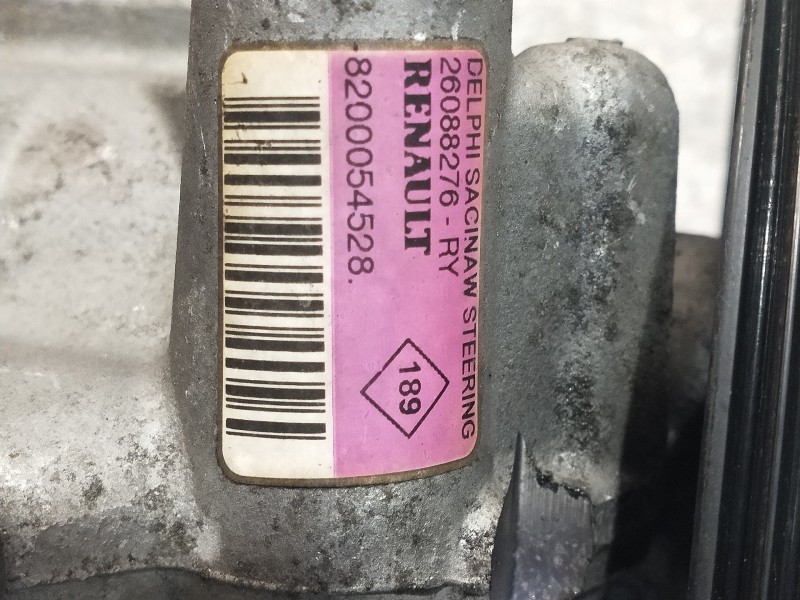 DELPHI SACINAW STEERING
26088276 - RY
RENAULT
8200054528.
189